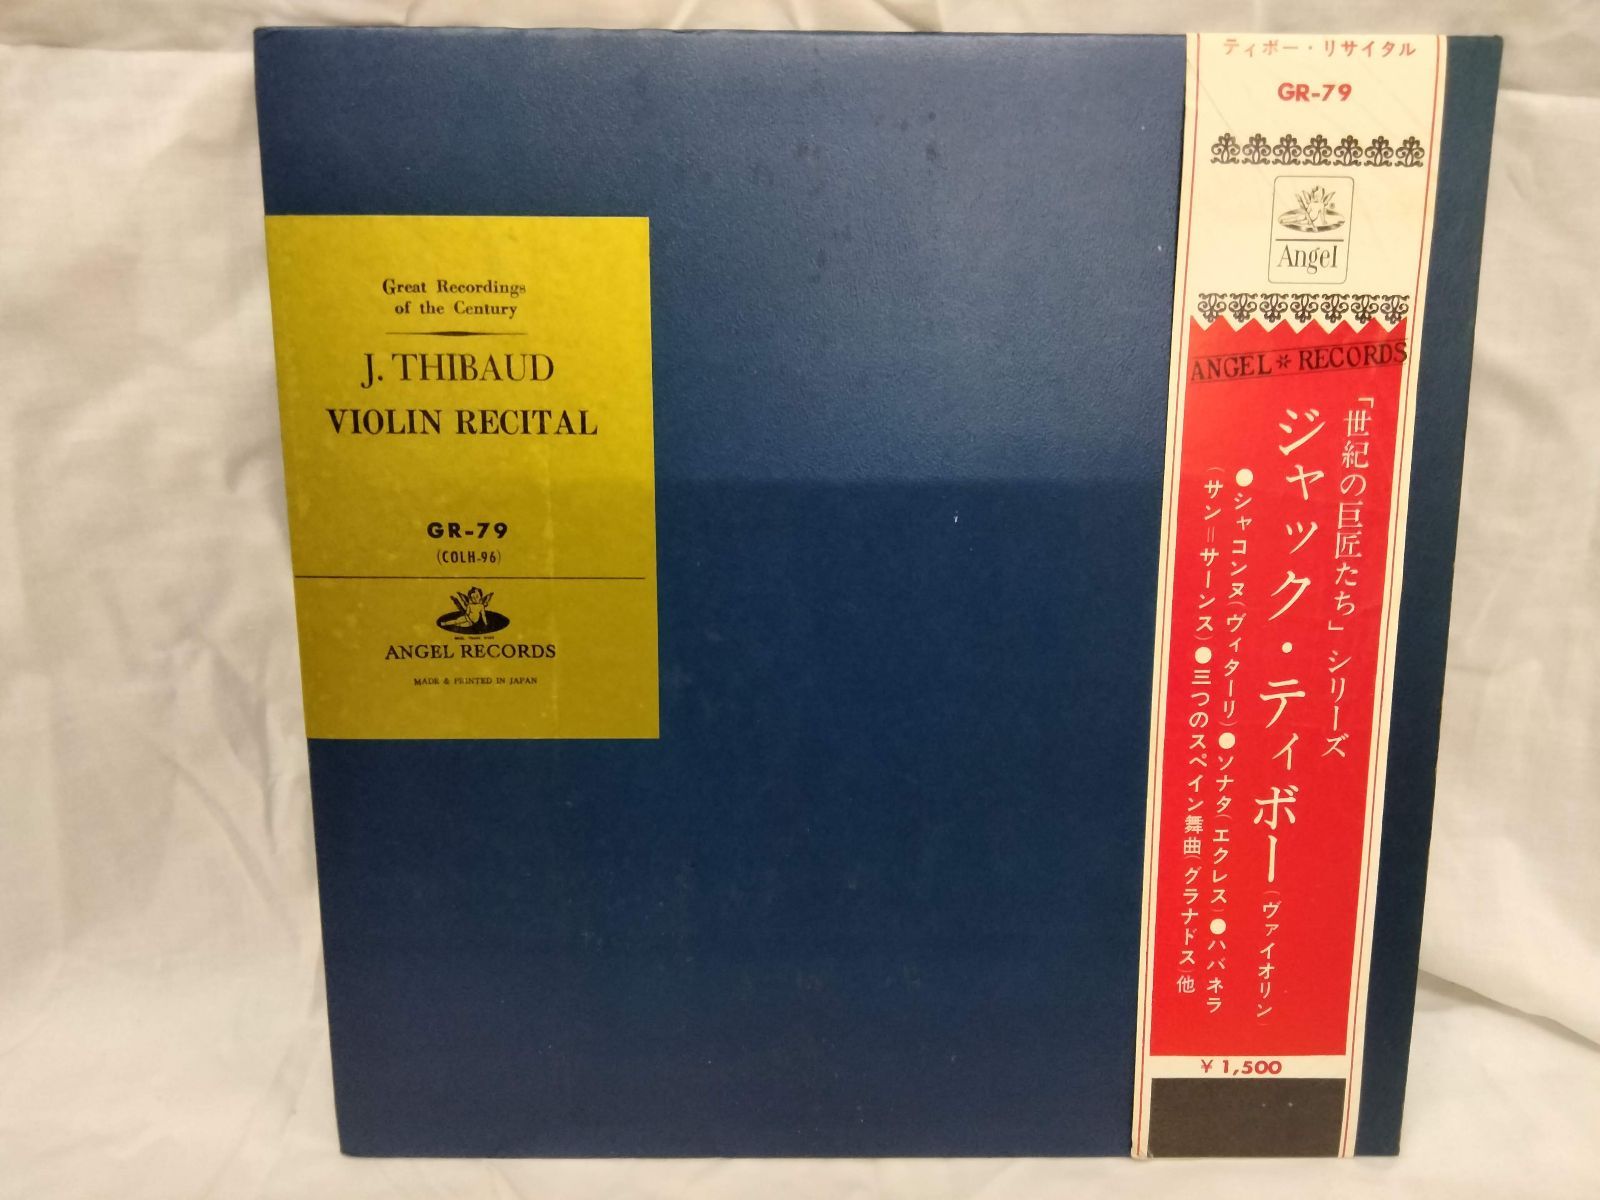 Great Recordings
of the Century
J. THIBAUD
VIOLIN RECITAL
GR-79
(COLH-96)
ANGEL RECORDS
MADE & PRINTED IN JAPAN
ティボー・リサイタル
GR-79
Angel
ANGEL RECORDS
「世紀の巨匠たち」シリーズ
ジャック・ティボー(ヴァイオリン)
●シャコンヌ(ヴィターリ)●ソナタ(エクレス)●ハバネラ
(サン=サーンス)●三つのスペイン舞曲(グラナドス)他
¥1,500